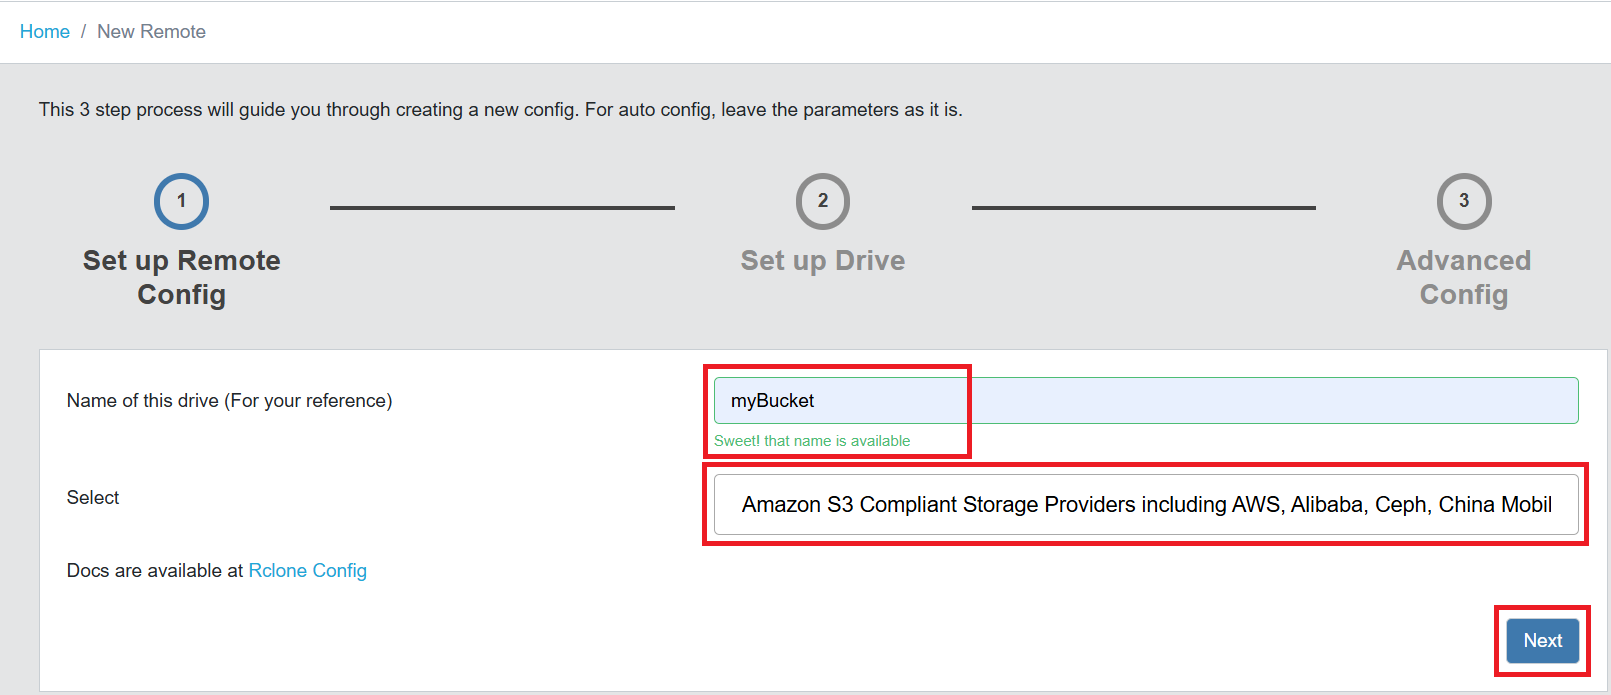 Home / New Remote
This 3 step process will guide you through creating a new config. For auto config, leave the parameters as it is.
1
Set up Remote
Config
2
Set up Drive
3
Advanced
Config
Name of this drive (For your reference)
myBucket
Sweet! that name is available
Select
Amazon S3 Compliant Storage Providers including AWS, Alibaba, Ceph, China Mobil
Docs are available at Rclone Config
Next